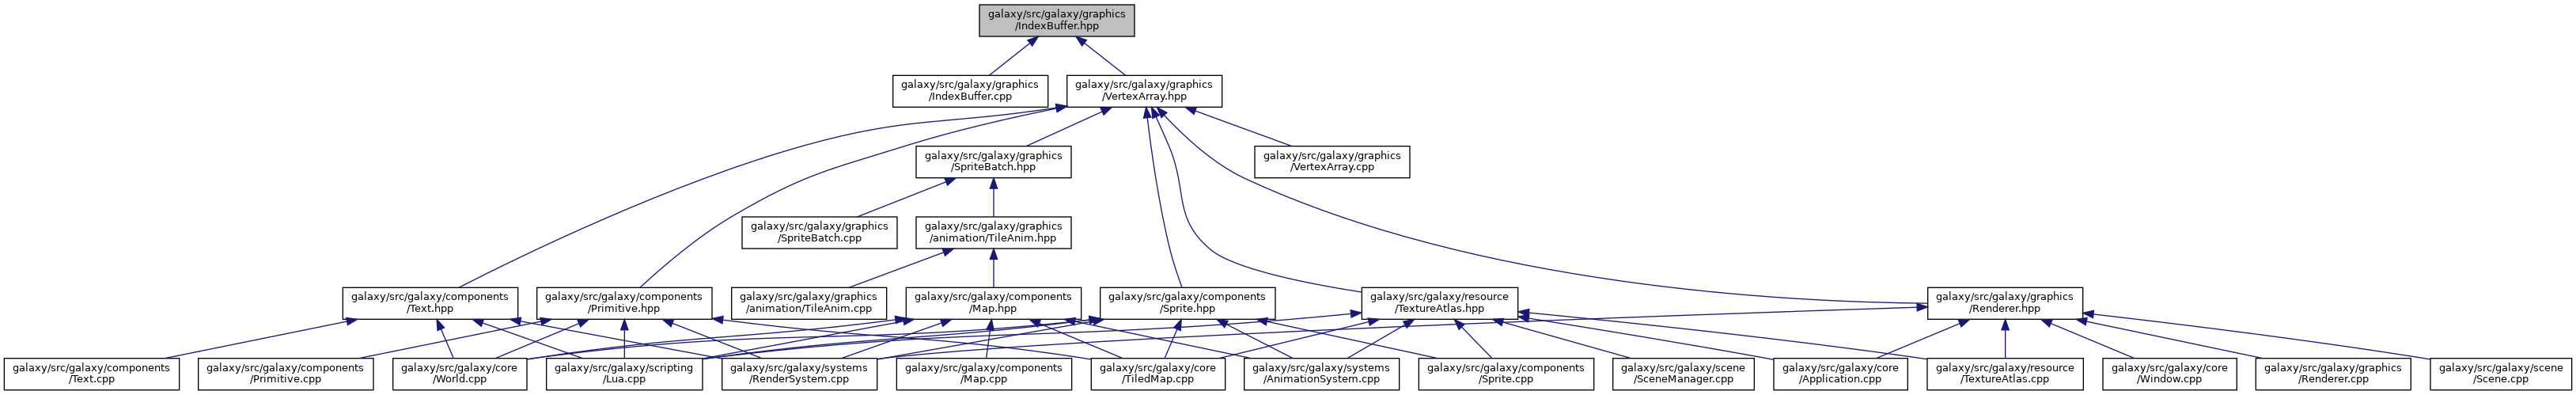 galaxy/src/galaxy/graphics
/IndexBuffer.hpp
galaxy/src/galaxy/graphics
/IndexBuffer.cpp
galaxy/src/galaxy/graphics
/VertexArray.hpp
galaxy/src/galaxy/graphics
/SpriteBatch.hpp
galaxy/src/galaxy/graphics
/VertexArray.cpp
galaxy/src/galaxy/graphics
/SpriteBatch.cpp
galaxy/src/galaxy/graphics
/animation/TileAnim.hpp
galaxy/src/galaxy/components
/Text.hpp
galaxy/src/galaxy/components
/Primitive.hpp
galaxy/src/galaxy/graphics
/animation/TileAnim.cpp
galaxy/src/galaxy/components
/Map.hpp
galaxy/src/galaxy/components
/Sprite.hpp
galaxy/src/galaxy/resource
/TextureAtlas.hpp
galaxy/src/galaxy/graphics
/Renderer.hpp
galaxy/src/galaxy/components
/Text.cpp
galaxy/src/galaxy/components
/Primitive.cpp
galaxy/src/galaxy/core
/World.cpp
galaxy/src/galaxy/scripting
/Lua.cpp
galaxy/src/galaxy/systems
/RenderSystem.cpp
galaxy/src/galaxy/components
/Map.cpp
galaxy/src/galaxy/core
/TiledMap.cpp
galaxy/src/galaxy/systems
/AnimationSystem.cpp
galaxy/src/galaxy/components
/Sprite.cpp
galaxy/src/galaxy/scene
/SceneManager.cpp
galaxy/src/galaxy/core
/Application.cpp
galaxy/src/galaxy/resource
/TextureAtlas.cpp
galaxy/src/galaxy/core
/Window.cpp
galaxy/src/galaxy/graphics
/Renderer.cpp
galaxy/src/galaxy/scene
/Scene.cpp